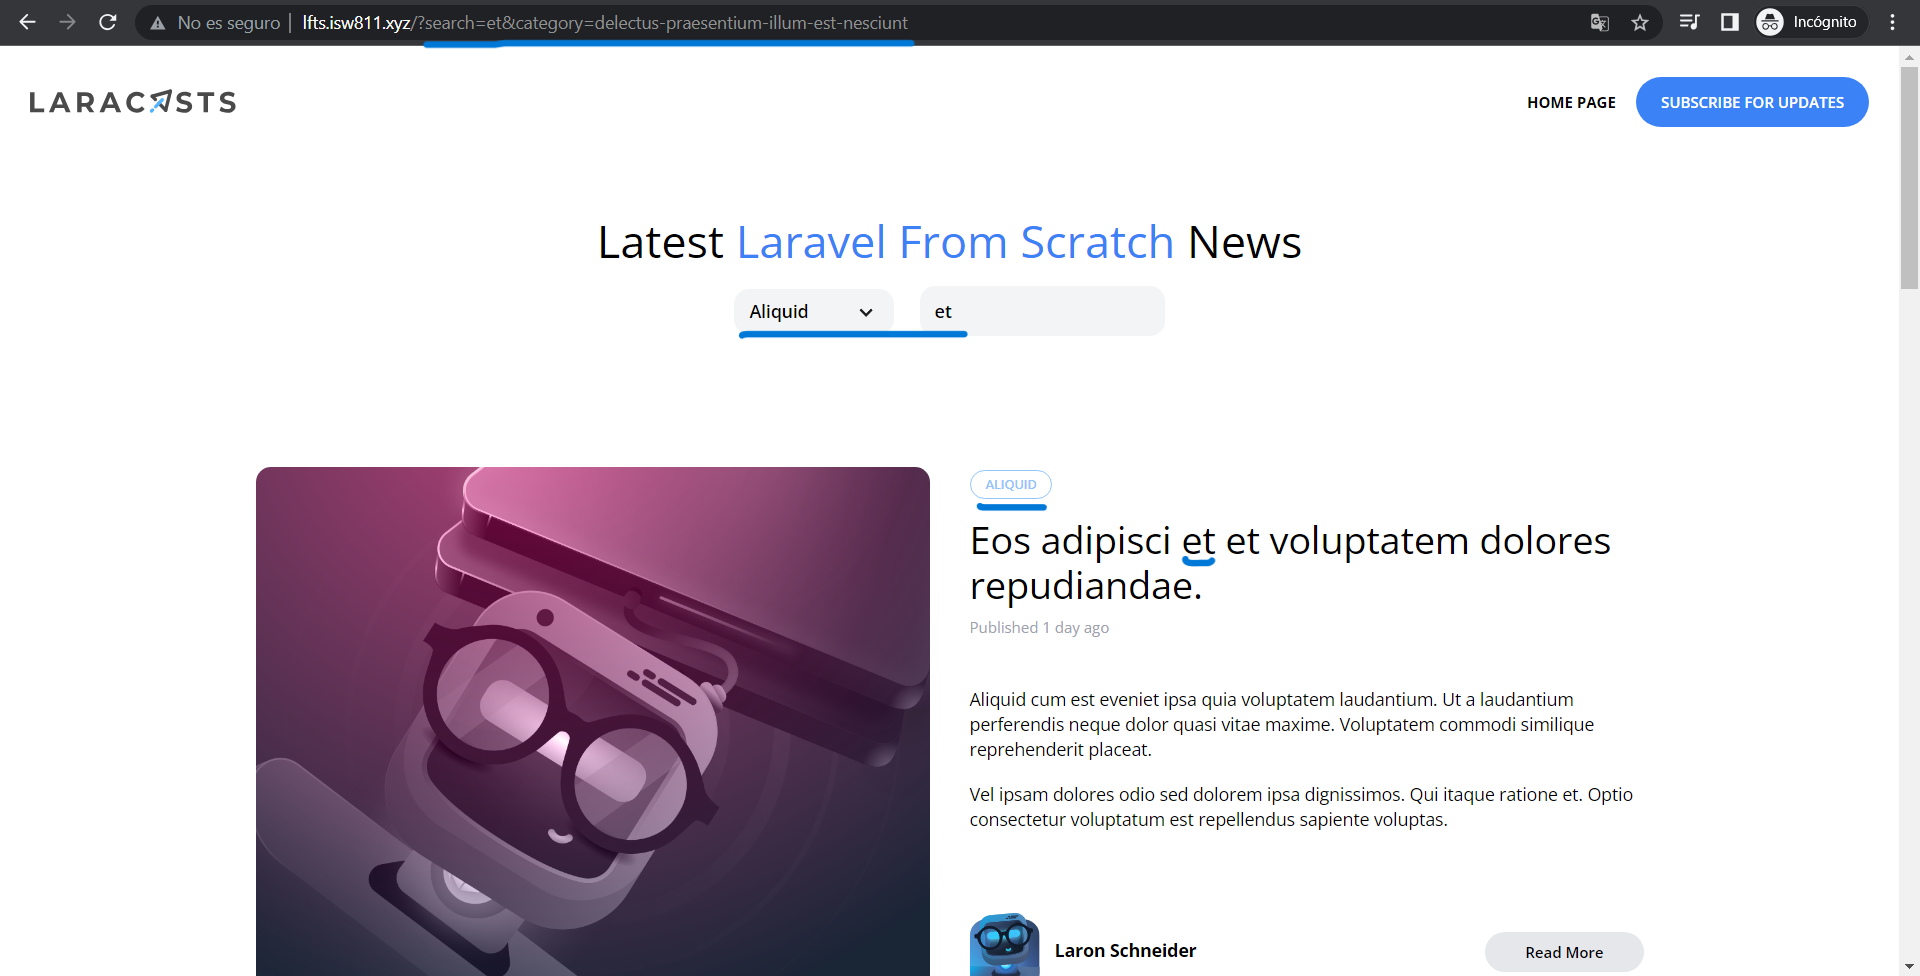 No es seguro | lfts.isw811.xyz/?search=et&category=delectus-praesentium-illum-est-nesciunt
Incógnito
LARACASTS
HOME PAGE
SUBSCRIBE FOR UPDATES
Latest Laravel From Scratch News
Aliquid
et
ALIQUID
Eos adipisci et et voluptatem dolores
repudiandae.
Published 1 day ago
Aliquid cum est eveniet ipsa quia voluptatem laudantium. Ut a laudantium
perferendis neque dolor quasi vitae maxime. Voluptatem commodi similique
reprehenderit placeat.
Vel ipsam dolores odio sed dolorem ipsa dignissimos. Qui itaque ratione et. Optio
consectetur voluptatum est repellendus sapiente voluptas.
Laron Schneider
Read More